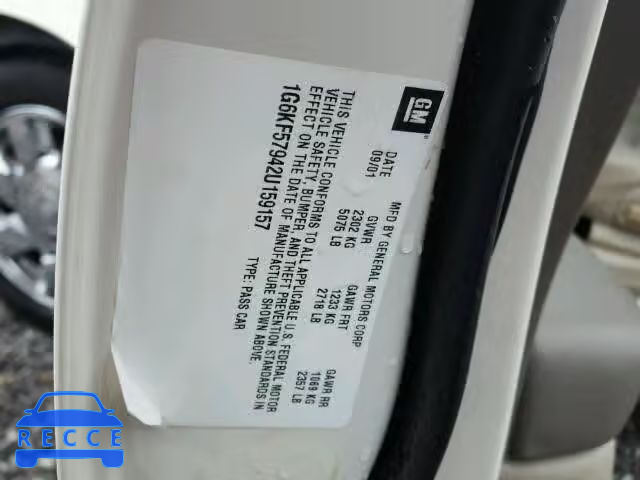 GM
MFD BY GENERAL MOTORS CORP
DATE GVWR GAWR FRT GAWR RR
09/01 2302 KG 1233 KG 1069 KG
5075 LB 2718 LB 2357 LB
THIS VEHICLE CONFORMS TO ALL APPLICABLE U.S. FEDERAL MOTOR
VEHICLE SAFETY, BUMPER, AND THEFT PREVENTION STANDARDS IN
EFFECT ON THE DATE OF MANUFACTURE SHOWN ABOVE.
1G6KF57942U159157 TYPE: PASS CAR
RECCE